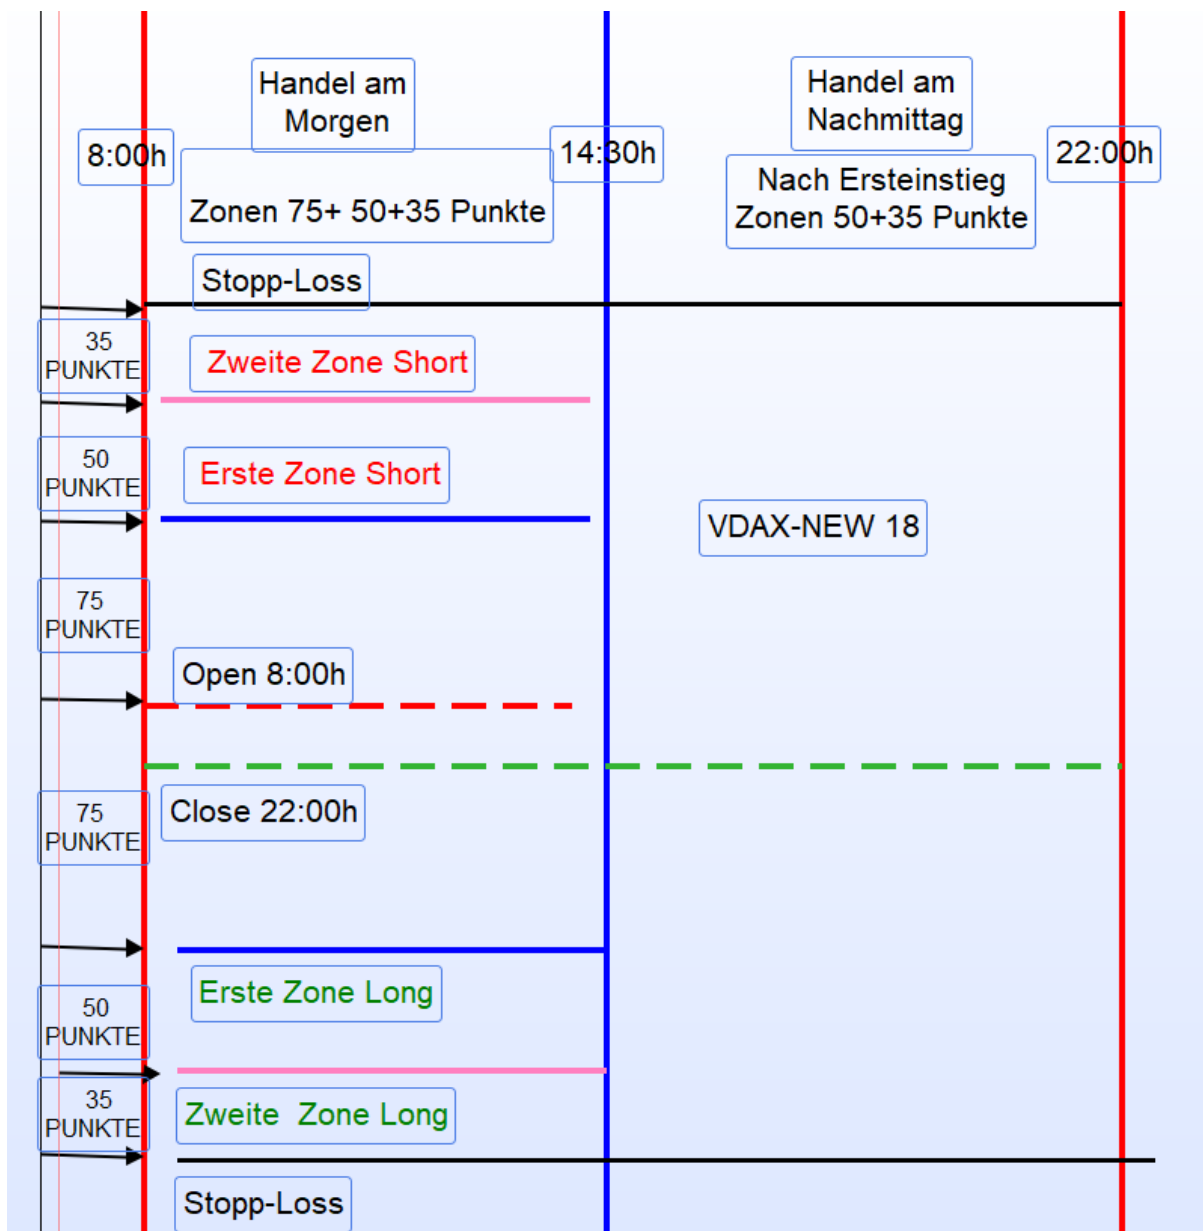 Handel am
Morgen
Handel am
Nachmittag
8:00h
14:30h
22:00h
Zonen 75+ 50+35 Punkte
Nach Ersteinstieg
Zonen 50+35 Punkte
Stopp-Loss
35
PUNKTE
Zweite Zone Short
50
PUNKTE
Erste Zone Short
VDAX-NEW 18
75
PUNKTE
Open 8:00h
75
PUNKTE
Close 22:00h
Erste Zone Long
50
PUNKTE
35
PUNKTE
Zweite  Zone Long
Stopp-Loss